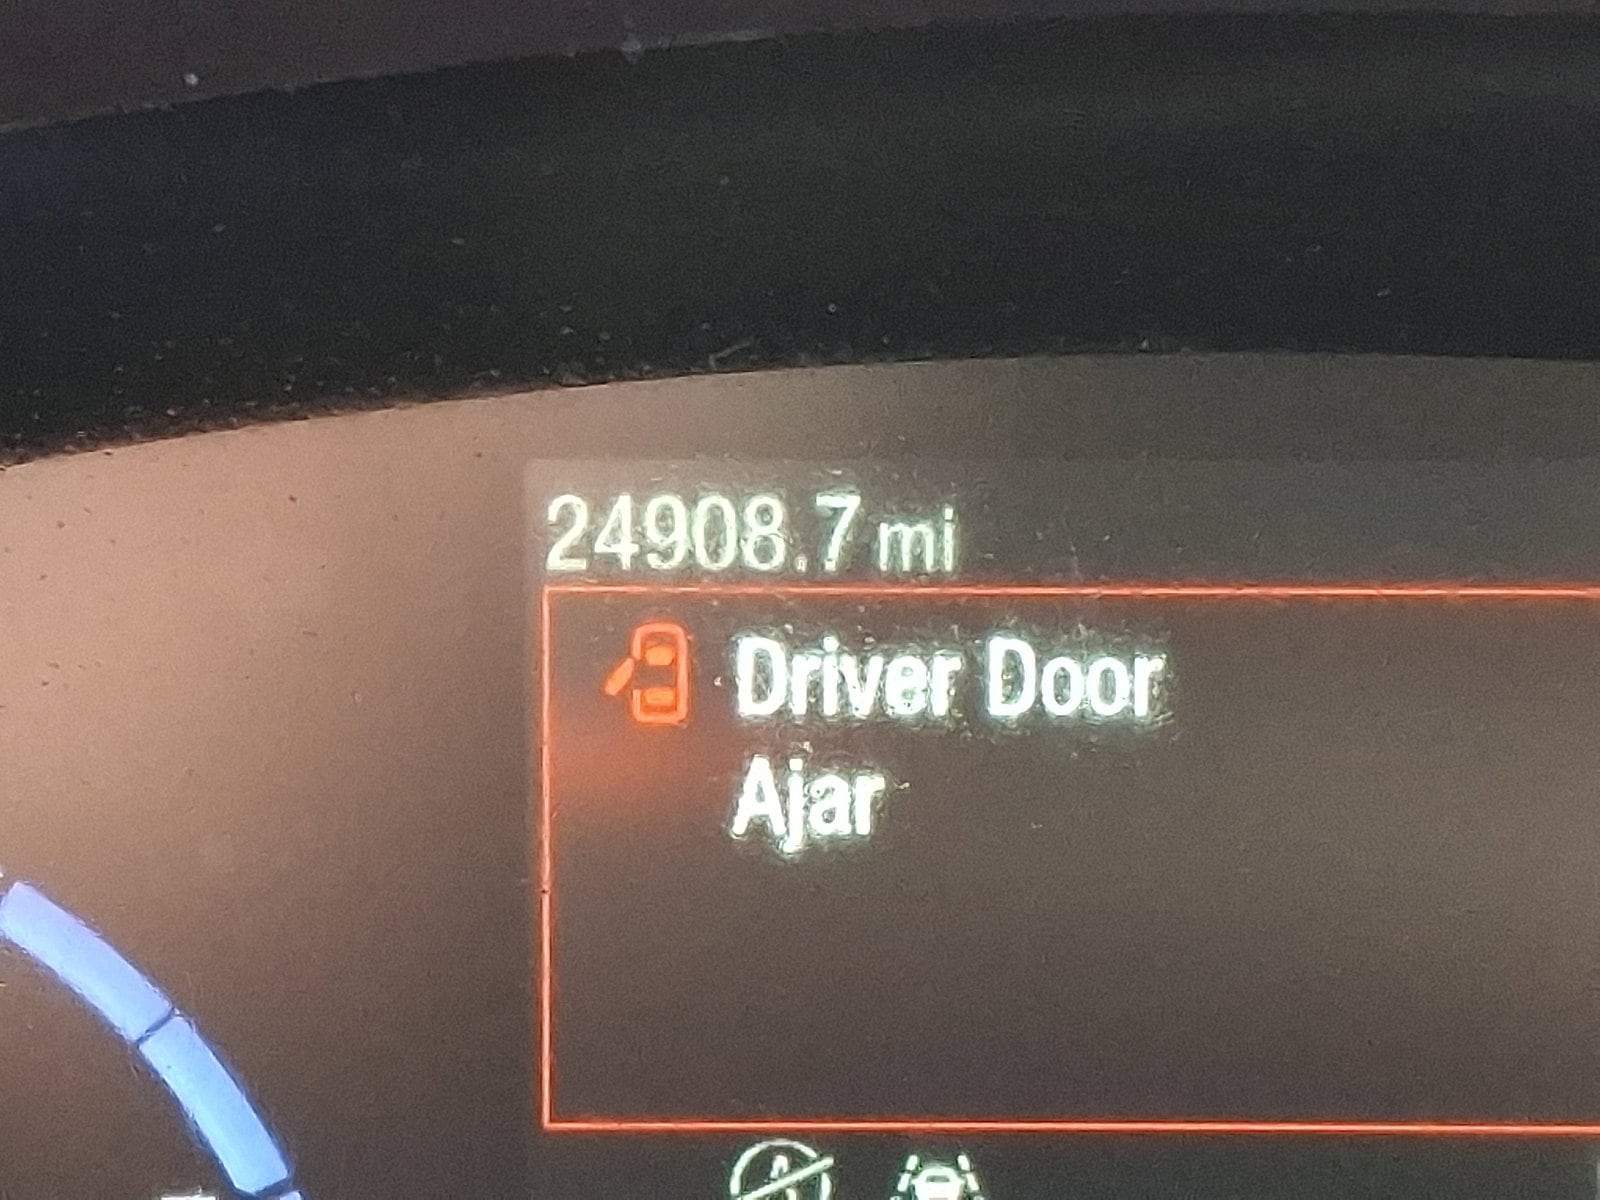 24908.7 mi
Driver Door
Ajar